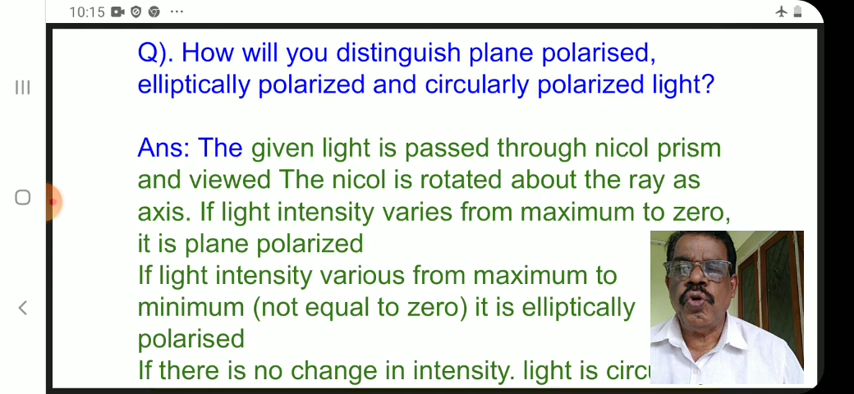 10:15
Q). How will you distinguish plane polarised,
elliptically polarized and circularly polarized light?
Ans: The given light is passed through nicol prism
and viewed The nicol is rotated about the ray as
axis. If light intensity varies from maximum to zero,
it is plane polarized
If light intensity various from maximum to
minimum (not equal to zero) it is elliptically
polarised
If there is no change in intensity. light is